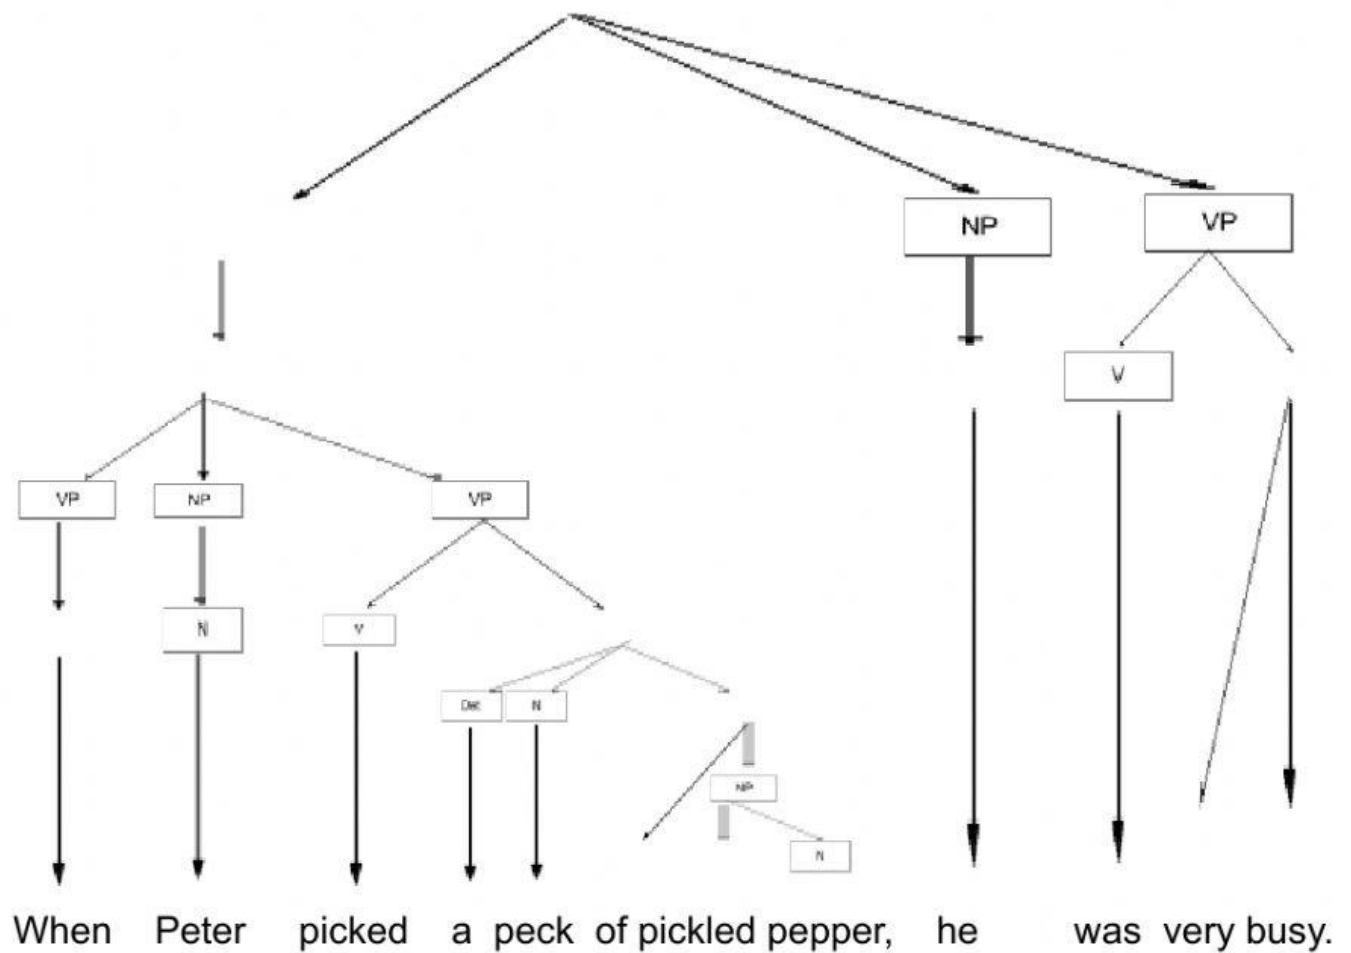 NP VP
V
VP NP VP
N V
Det N
NP
N
When Peter picked a peck of pickled pepper, he was very busy.